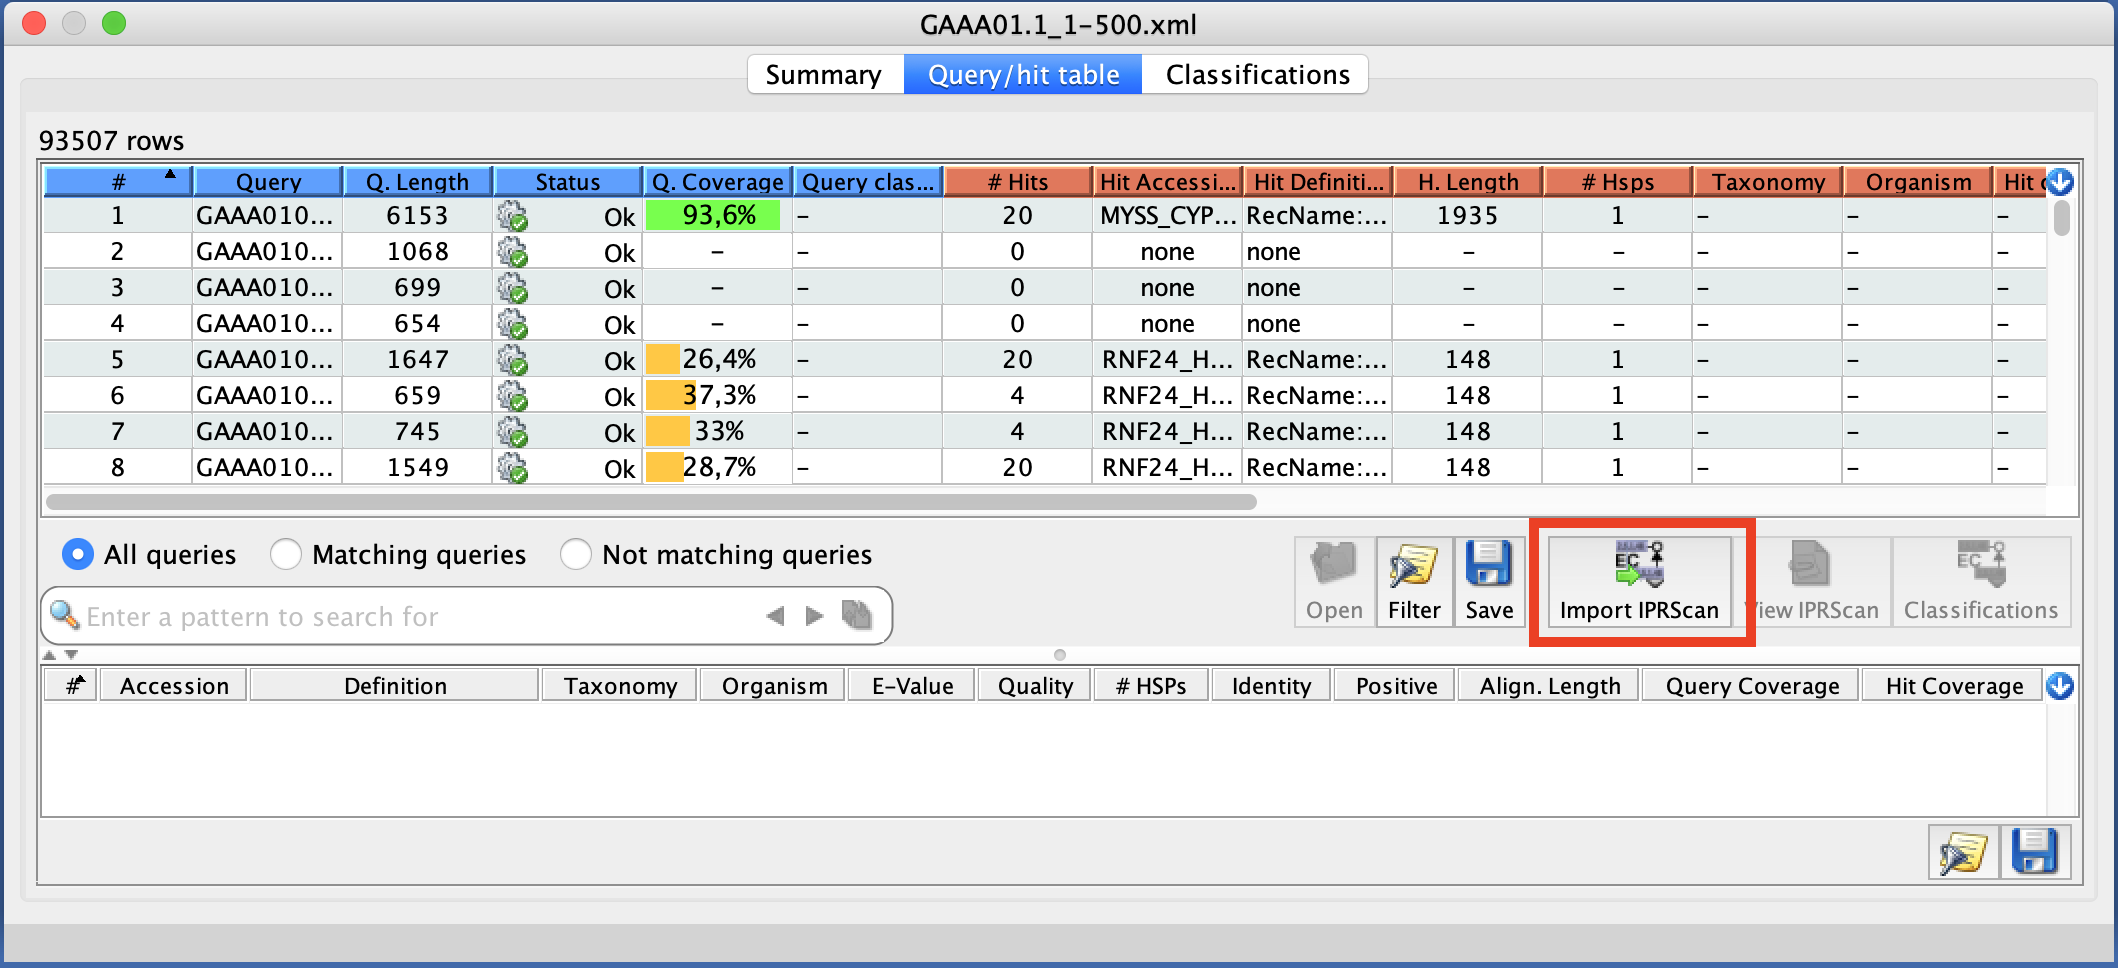 GAAA01.1_1-500.xml
Summary Query/hit table Classifications
93507 rows
# Query Q. Length Status Q. Coverage Query clas... # Hits Hit Accessi... Hit Definiti... H. Length # Hsps Taxonomy Organism Hit
1 GAAA010... 6153 Ok 93,6% – 20 MYSS_CYP... RecName:... 1935 1 – – –
2 GAAA010... 1068 Ok – – 0 none none – – – – –
3 GAAA010... 699 Ok – – 0 none none – – – – –
4 GAAA010... 654 Ok – – 0 none none – – – – –
5 GAAA010... 1647 Ok 26,4% – 20 RNF24_H... RecName:... 148 1 – – –
6 GAAA010... 659 Ok 37,3% – 4 RNF24_H... RecName:... 148 1 – – –
7 GAAA010... 745 Ok 33% – 4 RNF24_H... RecName:... 148 1 – – –
8 GAAA010... 1549 Ok 28,7% – 20 RNF24_H... RecName:... 148 1 – – –
All queries Matching queries Not matching queries
EC EC
Enter a pattern to search for
Open Filter Save Import IPRScan View IPRScan Classifications
# Accession Definition Taxonomy Organism E-Value Quality # HSPs Identity Positive Align. Length Query Coverage Hit Coverage